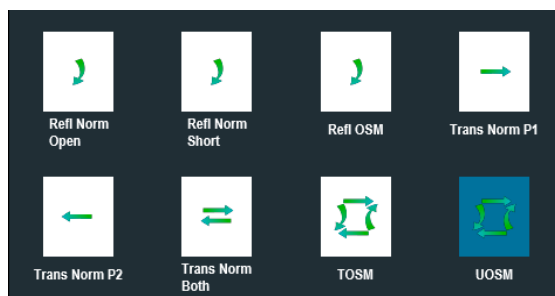 Refl Norm
Open
Refl Norm
Short
Refl OSM
Trans Norm P1
Trans Norm P2
Trans Norm
Both
TOSM
UOSM